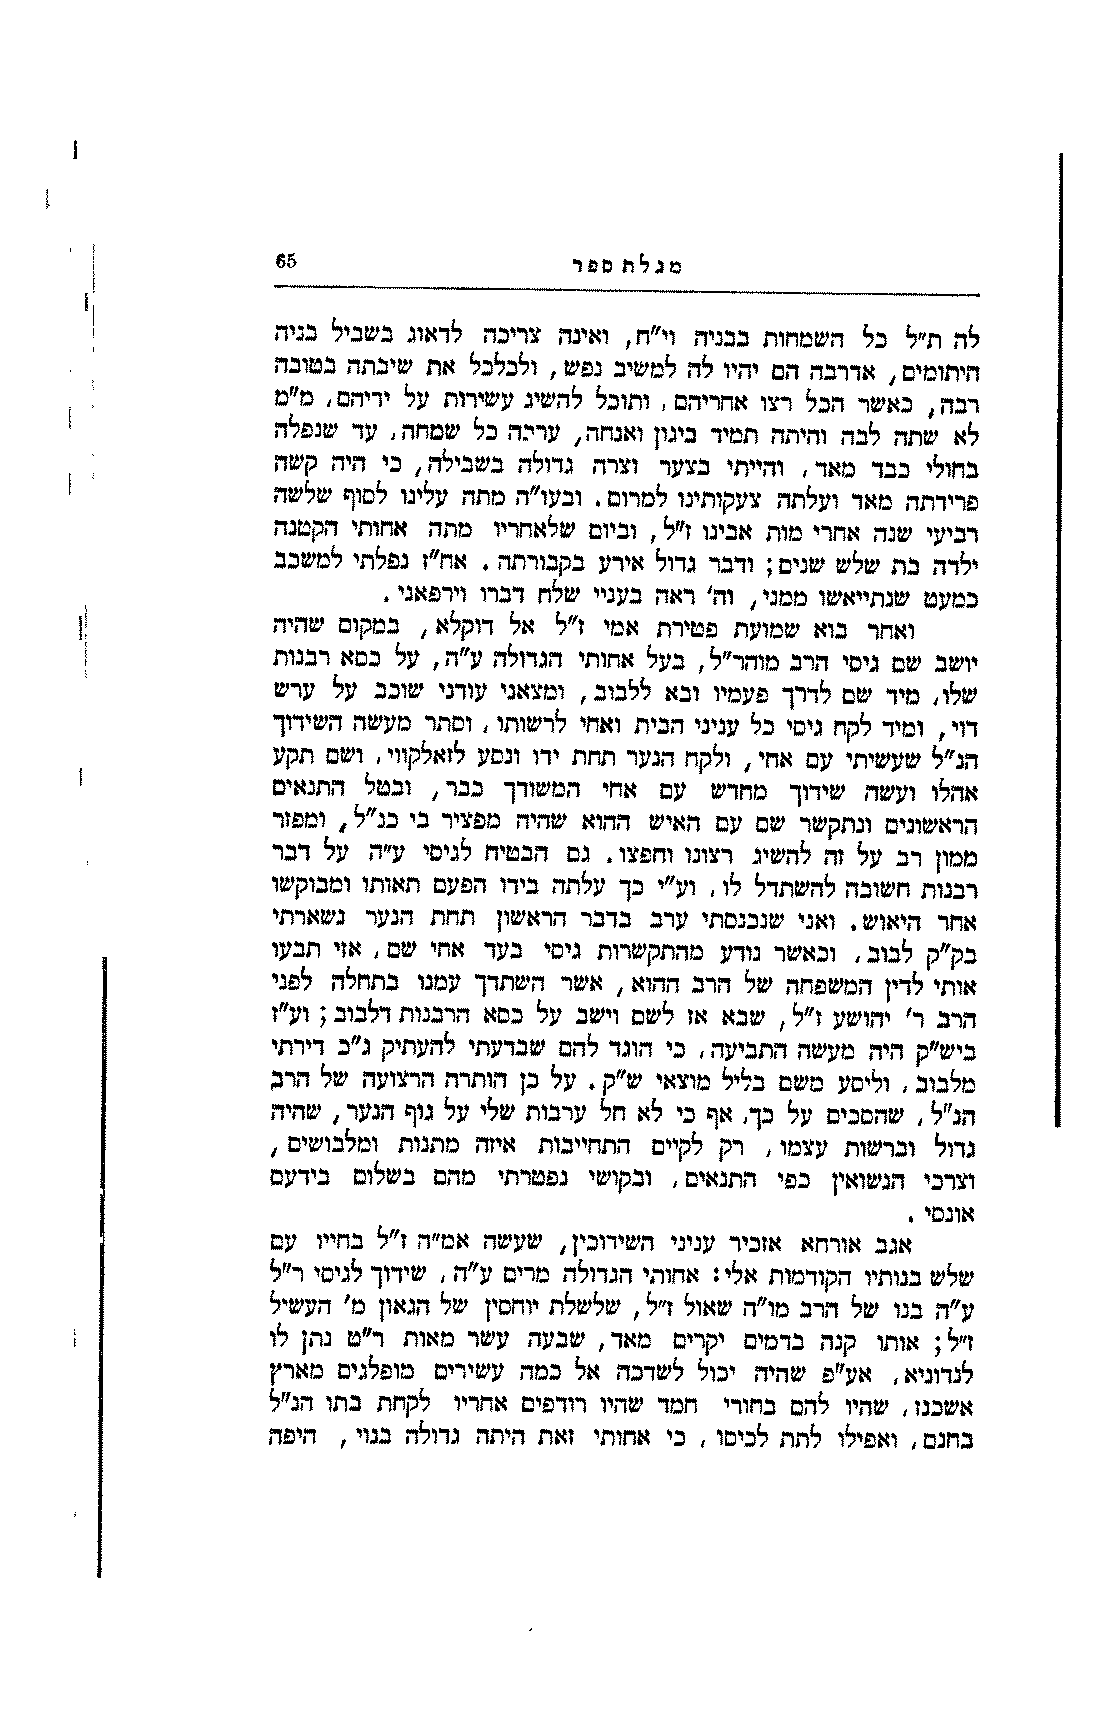 מגלת ספר 65
לה ת״ל כל השמחות בבניה וי״ח, ואינה צריכה לדאוג בשביל בניה
היתומים, אדרבה הם יהיו לה למשיב נפש, ולכלכל את שיבתה בטובה
רבה, כאשר הכל רצו אחריהם, ותוכל להשיג עשירות על ידיהם, מ״מ
לא שתה לבה והיתה תמיד ביגון ואנחה, ערבה כל שמחה, עד שנפלה
בחולי כבד מאד, והייתי בצער וצרה גדולה בשבילה, כי היה קשה
פרידתה מאד ועלתה צעקותינו למרום. ובעו״ה מתה עלינו לסוף שלשה
רביעי שנה אחרי מות אבינו ז״ל, וביום שלאחריו מתה אחותי הקטנה
ילדה בת שלש שנים; ודבר גדול אירע בקבורתה. אח״ז נפלתי למשכב
כמעט שנתייאשו ממני, וה׳ ראה בעניי שלח דברו וירפאני.
ואחר בוא שמועת פטירת אמי ז״ל אל דוקלא, במקום שהיה
יושב שם גיסי הרב מוהר״ל, בעל אחותי הגדולה ע״ה, על כסא רבנות
שלו, מיד שם לדרך פעמיו ובא ללבוב, ומצאני עודני שוכב על ערש
דוי, ומיד לקח גיסי כל עניני הבית ואחי לרשותו, וסתר מעשה השידוך
הנ״ל שעשיתי עם אחי, ולקח הנער תחת ידו ונסע לזאלקווי, ושם תקע
אהלו ועשה שידוך מחדש עם אחי המשודך כבר, ובטל התנאים
הראשונים ונתקשר שם עם האיש ההוא שהיה מפציר בי כנ״ל, ומפזר
ממון רב על זה להשיג רצונו וחפצו. גם הבטיח לגיסי ע״ה על דבר
רבנות חשובה להשתדל לו, וע״י כך עלתה בידו הפעם תאותו ומבוקשו
אחר היאוש. ואני שנכנסתי ערב בדבר הראשון תחת הנער נשארתי
בק״ק לבוב, וכאשר נודע מהתקשרות גיסי בעד אחי שם, אזי תבעו
אותי לדין המשפחה של הרב ההוא, אשר השתדך עמנו בתחלה לפני
הרב ר׳ יהושע ז״ל, שבא אז לשם וישב על כסא הרבנות דלבוב; וע״ז
ביש״ק היה מעשה התביעה, כי הוגד להם שבדעתי להעתיק ג״כ דירתי
מלבוב, וליסע משם בליל מוצאי ש״ק. על כן הותרה הרצועה של הרב
הנ״ל, שהסכים על כך, אף כי לא חל ערבות שלי על גוף הנער, שהיה
גדול וברשות עצמו, רק לקיים התחייבות איזה מתנות ומלבושים,
וצרכי הנשואין כפי התנאים, ובקושי נפטרתי מהם בשלום בידעם
אונסי.
אגב אורחא אזכיר עניני השידוכין, שעשה אמ״ה ז״ל בחייו עם
שלש בנותיו הקודמות אלי: אחותי הגדולה מרים ע״ה, שידוך לגיסי ר״ל
ע״ה בנו של הרב מו״ה שאול ז״ל, שלשלת יוחסין של הגאון מ׳ העשיל
ז״ל; אותו קנה בדמים יקרים מאד, שבעה עשר מאות ר״ט נתן לו
לנדוניא, אע״פ שהיה יכול לשדכה אל כמה עשירים מופלגים מארץ
אשכנז, שהיו להם בחורי חמד שהיו רודפים אחריו לקחת בתו הנ״ל
בחנם, ואפילו לתת לכיסו, כי אחותי זאת היתה גדולה בנוי, היפה